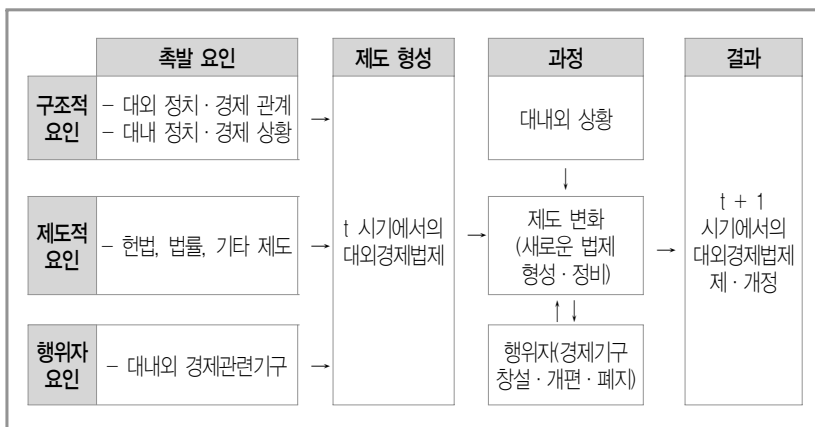 촉발 요인
제도 형성
과정
결과
구조적
요인
– 대외 정치·경제 관계
– 대내 정치·경제 상황
→
대내외 상황
↓
제도적
요인
– 헌법, 법률, 기타 제도
→
t 시기에서의
대외경제법제
→
제도 변화
(새로운 법제
형성·정비)
→
t + 1
시기에서의
대외경제법제
제·개정
↑↓
행위자
요인
– 대내외 경제관련기구
→
행위자(경제기구
창설·개편·폐지)